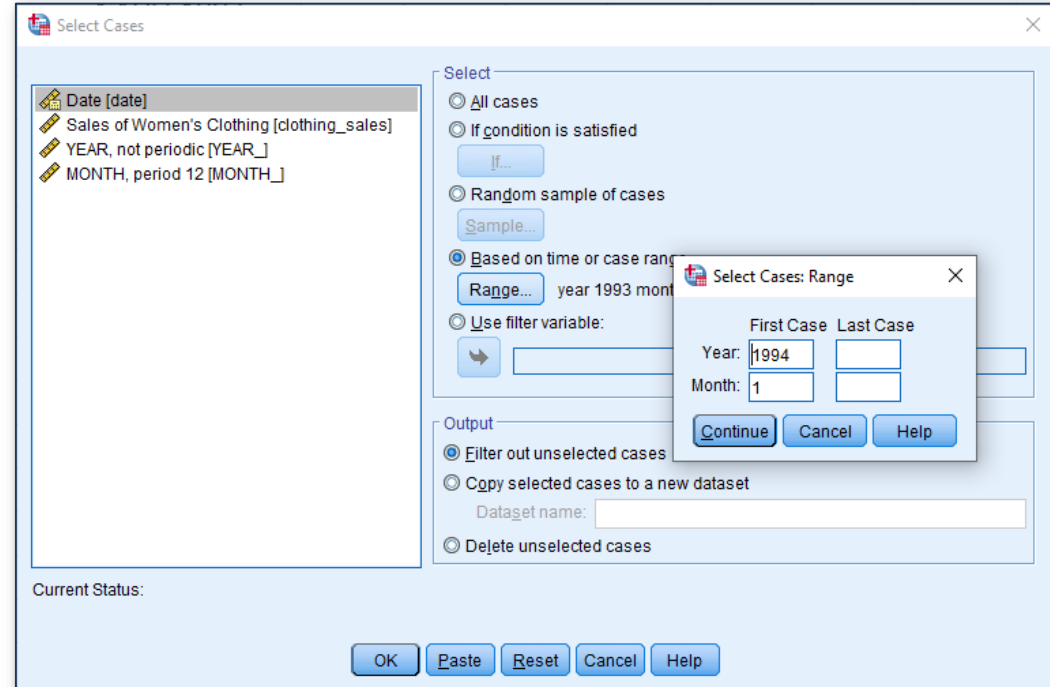 Select Cases
Date [date]
Sales of Women's Clothing [clothing_sales]
YEAR, not periodic [YEAR_]
MONTH, period 12 [MONTH_]
Select
All cases
If condition is satisfied
If...
Random sample of cases
Sample...
Based on time or case rang
Range... year 1993 mont
Use filter variable:
Select Cases: Range
First Case Last Case
Year: 1994
Month: 1
Continue Cancel Help
Output
Filter out unselected cases
Copy selected cases to a new dataset
Dataset name:
Delete unselected cases
Current Status:
OK Paste Reset Cancel Help